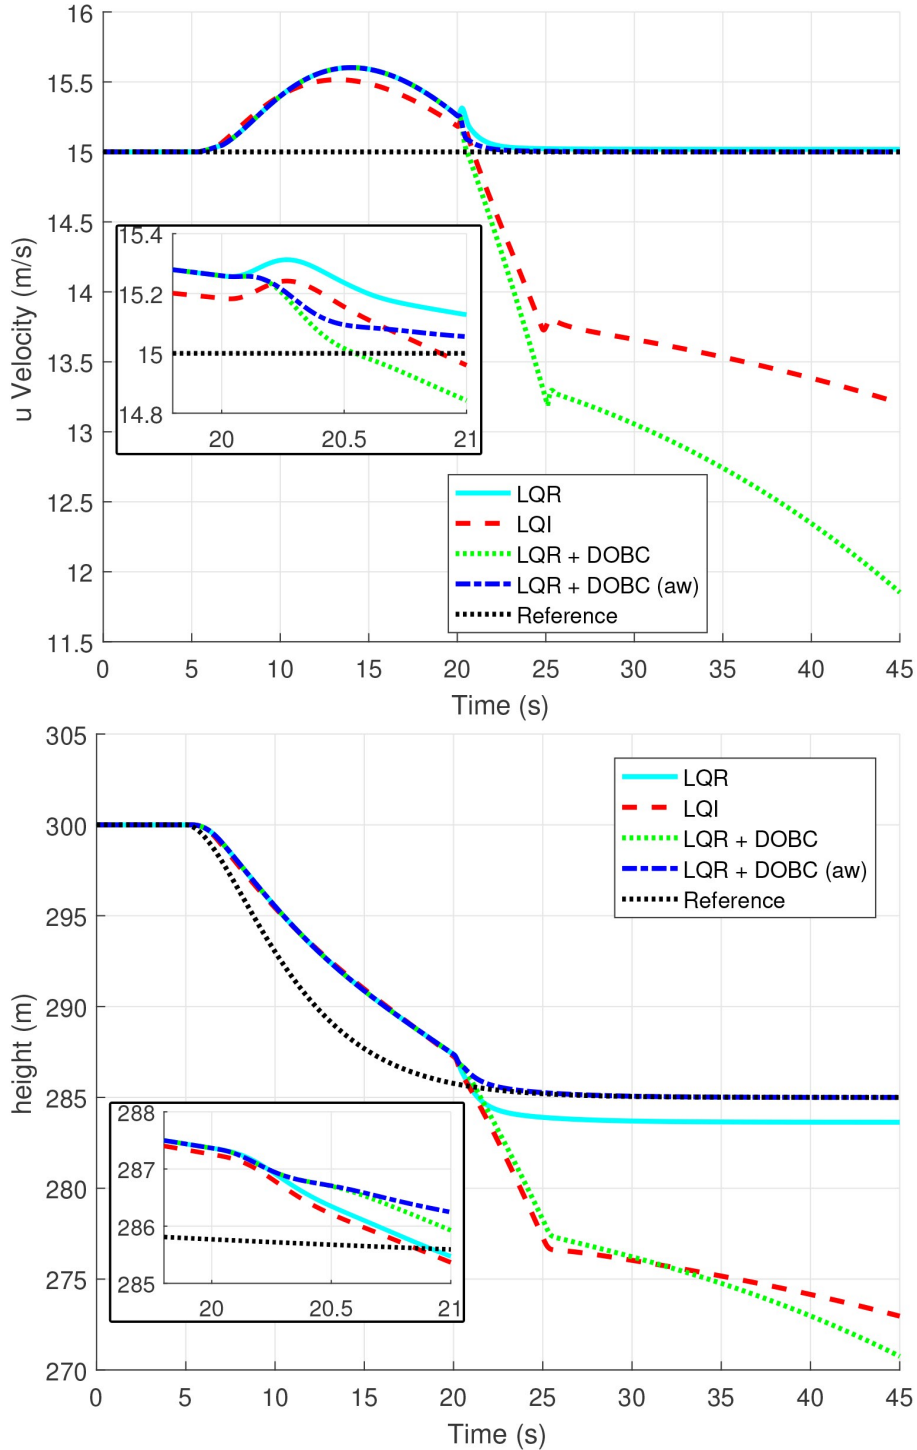 16
15.5
15
14.5
14
13.5
13
12.5
12
11.5
u Velocity (m/s)
15.4
15.2
15
14.8
20 20.5 21
LQR
LQI
LQR + DOBC
LQR + DOBC (aw)
Reference
0 5 10 15 20 25 30 35 40 45
Time (s)
305
300
295
290
285
280
275
270
height (m)
LQR
LQI
LQR + DOBC
LQR + DOBC (aw)
Reference
288
287
286
285
20 20.5 21
0 5 10 15 20 25 30 35 40 45
Time (s)